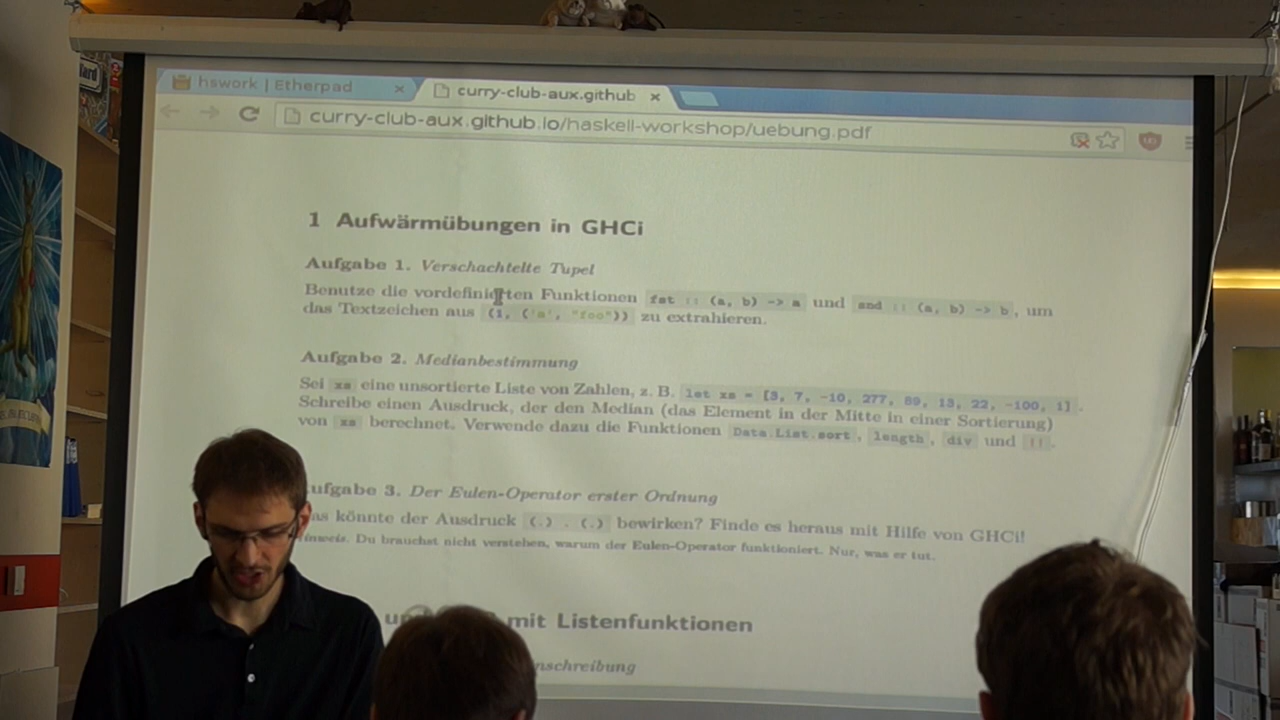 hswork | Etherpad
curry-club-aux.github
curry-club-aux.github.io/haskell-workshop/uebung.pdf
1 Aufwärmübungen in GHCi
Aufgabe 1. Verschachtelte Tupel
Benutze die vordefinierten Funktionen fst :: (a, b) -> a und snd :: (a, b) -> b, um
das Textzeichen aus (1, ('a', "foo")) zu extrahieren.
Aufgabe 2. Medianbestimmung
Sei xs eine unsortierte Liste von Zahlen, z. B. let xs = [3, 7, -10, 277, 89, 13, 22, -100, 1].
Schreibe einen Ausdruck, der den Median (das Element in der Mitte in einer Sortierung)
von xs berechnet. Verwende dazu die Funktionen Data.List.sort, length, div und !!.
ufgabe 3. Der Eulen-Operator erster Ordnung
as könnte der Ausdruck (.) . (.) bewirken? Finde es heraus mit Hilfe von GHCi!
inweis. Du brauchst nicht verstehen, warum der Eulen-Operator funktioniert. Nur, was er tut.
mit Listenfunktionen
nschreibung